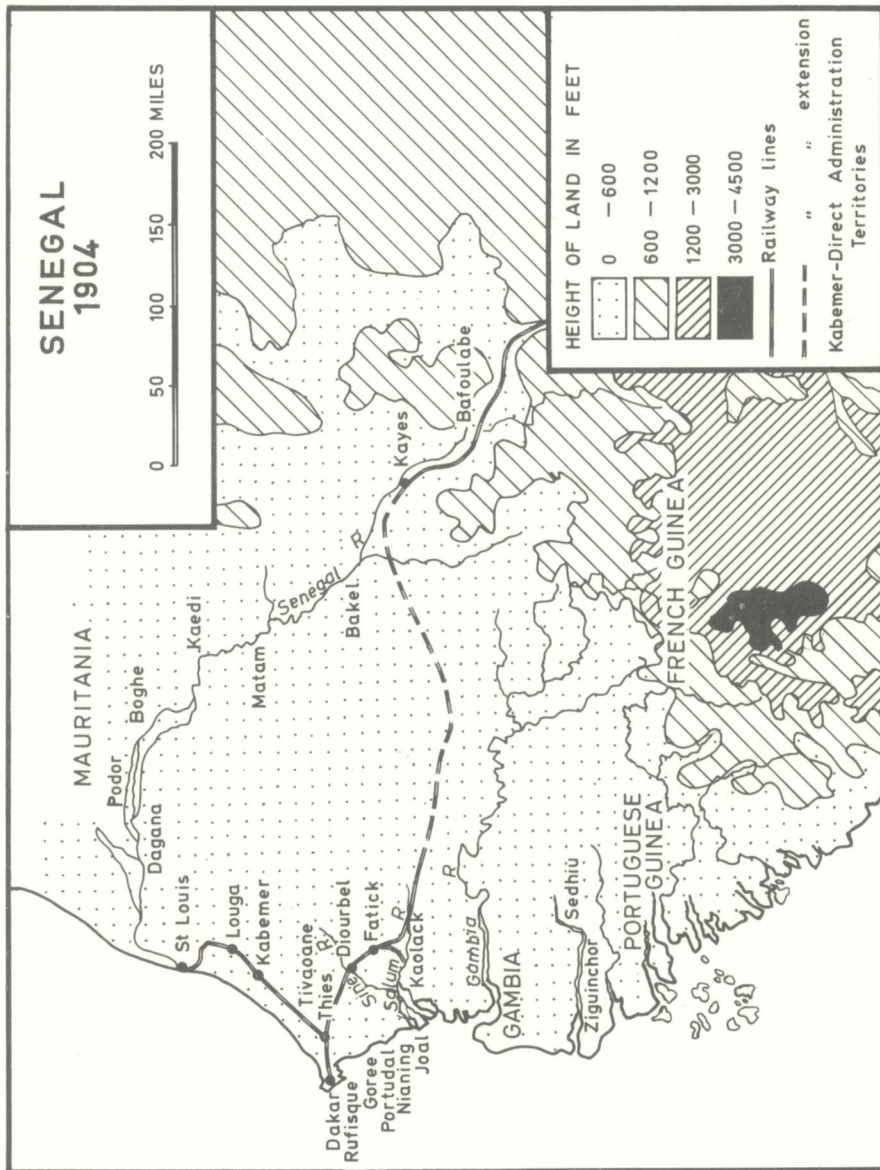 SENEGAL
1904
0 50 100 150 200 MILES
MAURITANIA
Podor
Boghe
Dagana
Kaedi
St Louis
Louga
Kabemer
Matam
Senegal R.
Bakel
Tivaoane
Thies
Diourbel
Fatick
Sine R.
Salum R.
Kaolack
Dakar
Rufisque
Goree
Portudal
Nianing
Joal
Kayes
Bafoulabe
Gambia R
GAMBIA
Sedhiù
Ziguinchor
PORTUGUESE
GUINEA
FRENCH GUINEA
HEIGHT OF LAND IN FEET
0 – 600
600 – 1200
1200 – 3000
3000 – 4500
Railway lines
" " extension
Kabemer-Direct Administration
Territories